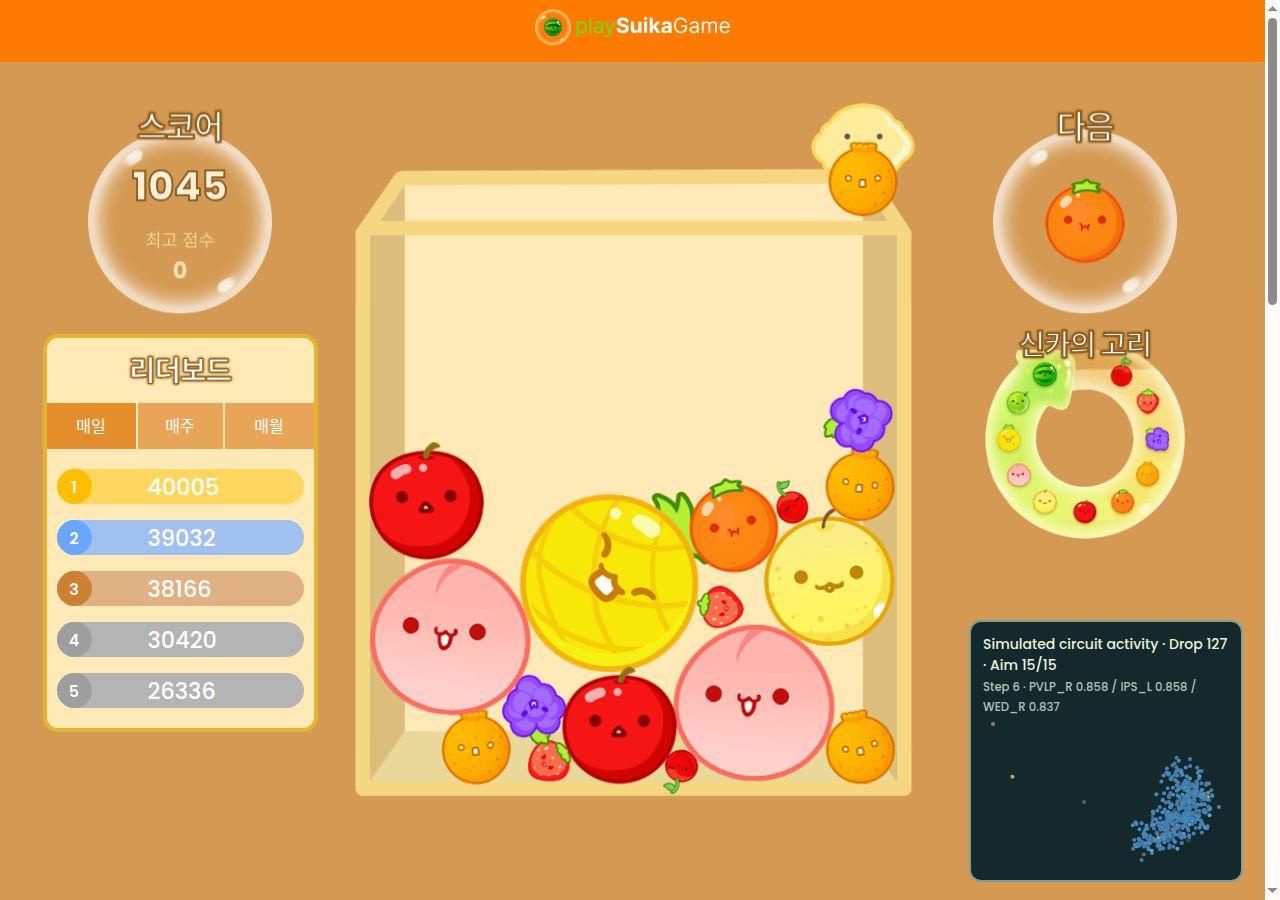 playSuikaGame
스코어
1045
최고 점수
0
다음
신카의 고리
리더보드
매일 매주 매월
1 40005
2 39032
3 38166
4 30420
5 26336
Simulated circuit activity · Drop 127
· Aim 15/15
Step 6 · PVLP_R 0.858 / IPS_L 0.858 /
WED_R 0.837